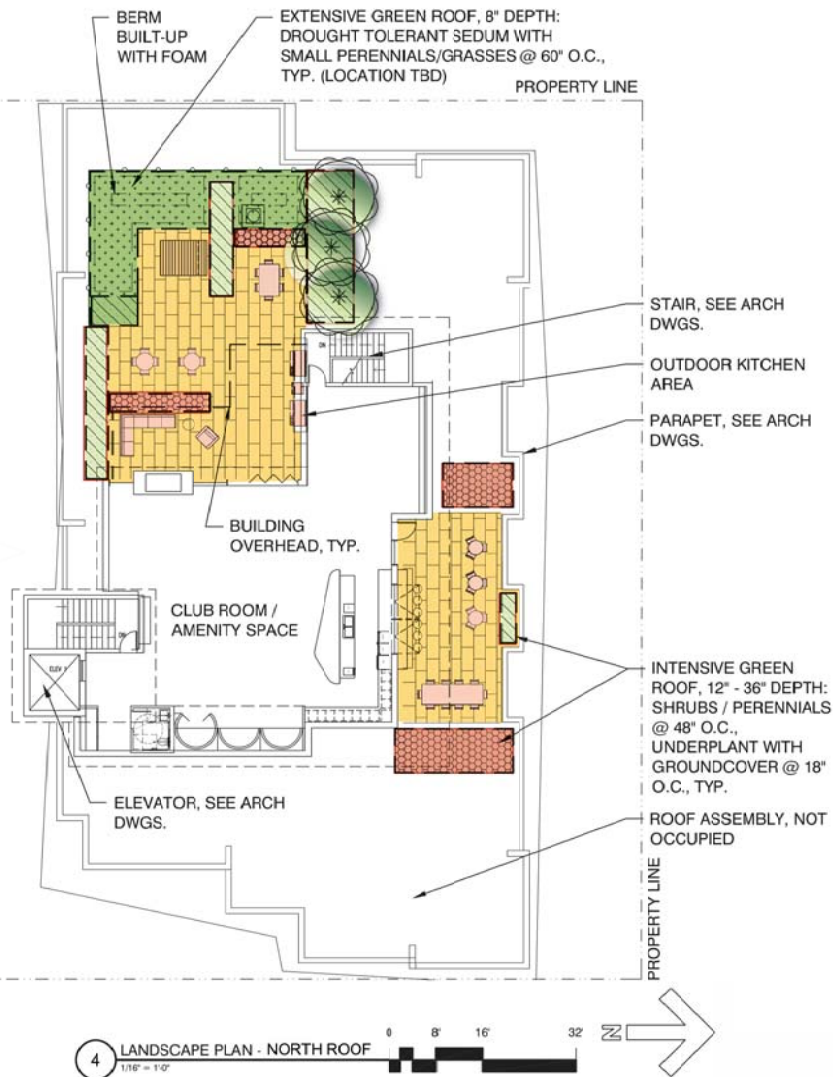 BERM
BUILT-UP
WITH FOAM
EXTENSIVE GREEN ROOF, 8" DEPTH:
DROUGHT TOLERANT SEDUM WITH
SMALL PERENNIALS/GRASSES @ 60" O.C.,
TYP. (LOCATION TBD)
PROPERTY LINE
DN
STAIR, SEE ARCH
DWGS.
OUTDOOR KITCHEN
AREA
PARAPET, SEE ARCH
DWGS.
BUILDING
OVERHEAD, TYP.
CLUB ROOM /
AMENITY SPACE
DN
ELEV
INTENSIVE GREEN
ROOF, 12" - 36" DEPTH:
SHRUBS / PERENNIALS
@ 48" O.C.,
UNDERPLANT WITH
GROUNDCOVER @ 18"
O.C., TYP.
ELEVATOR, SEE ARCH
DWGS.
ROOF ASSEMBLY, NOT
OCCUPIED
PROPERTY LINE
4
LANDSCAPE PLAN - NORTH ROOF
1/16" = 1'-0"
0 8' 16' 32'
N